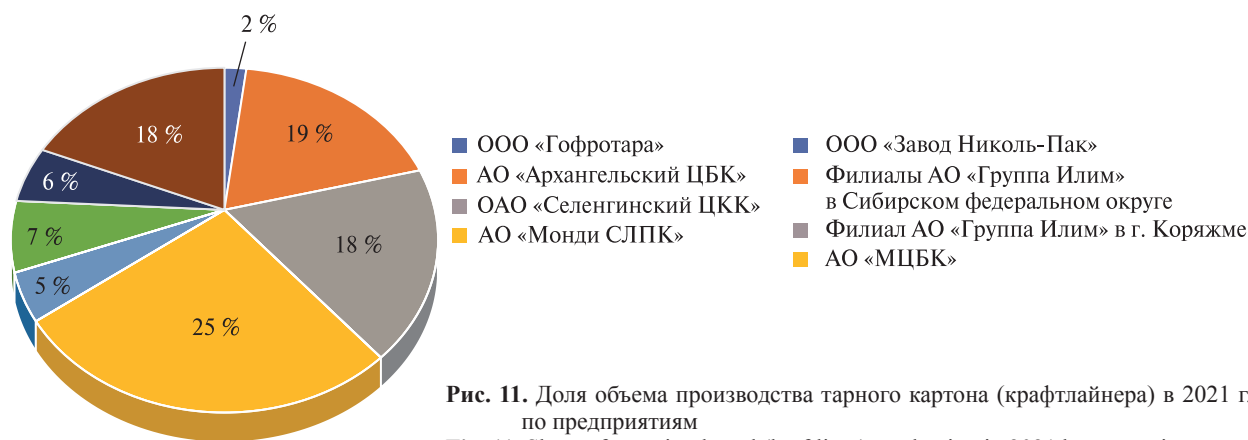 2 %
18 %
19 %
6 %
7 %
18 %
5 %
25 %
ООО «Гофротара»
АО «Архангельский ЦБК»
ОАО «Селенгинский ЦКК»
АО «Монди СЛПК»
ООО «Завод Николь-Пак»
Филиалы АО «Группа Илим»
в Сибирском федеральном округе
Филиал АО «Группа Илим» в г. Коряжме
АО «МЦБК»
Рис. 11. Доля объема производства тарного картона (крафтлайнера) в 2021 г.
по предприятиям